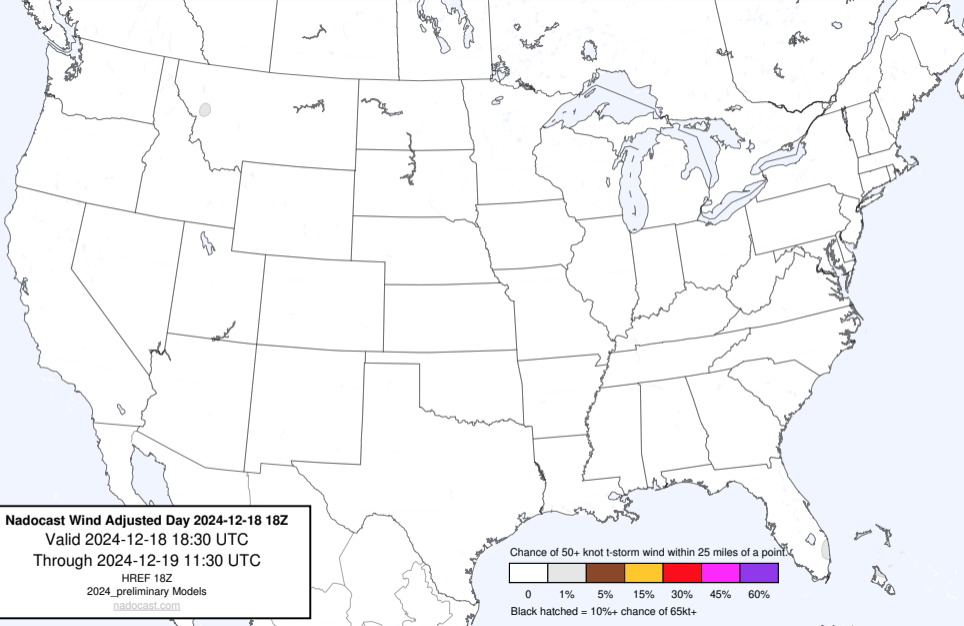 Nadocast Wind Adjusted Day 2024-12-18 18Z
Valid 2024-12-18 18:30 UTC
Through 2024-12-19 11:30 UTC
HREF 18Z
2024_preliminary Models
nadocast.com
Chance of 50+ knot t-storm wind within 25 miles of a point.
0 1% 5% 15% 30% 45% 60%
Black hatched = 10%+ chance of 65kt+